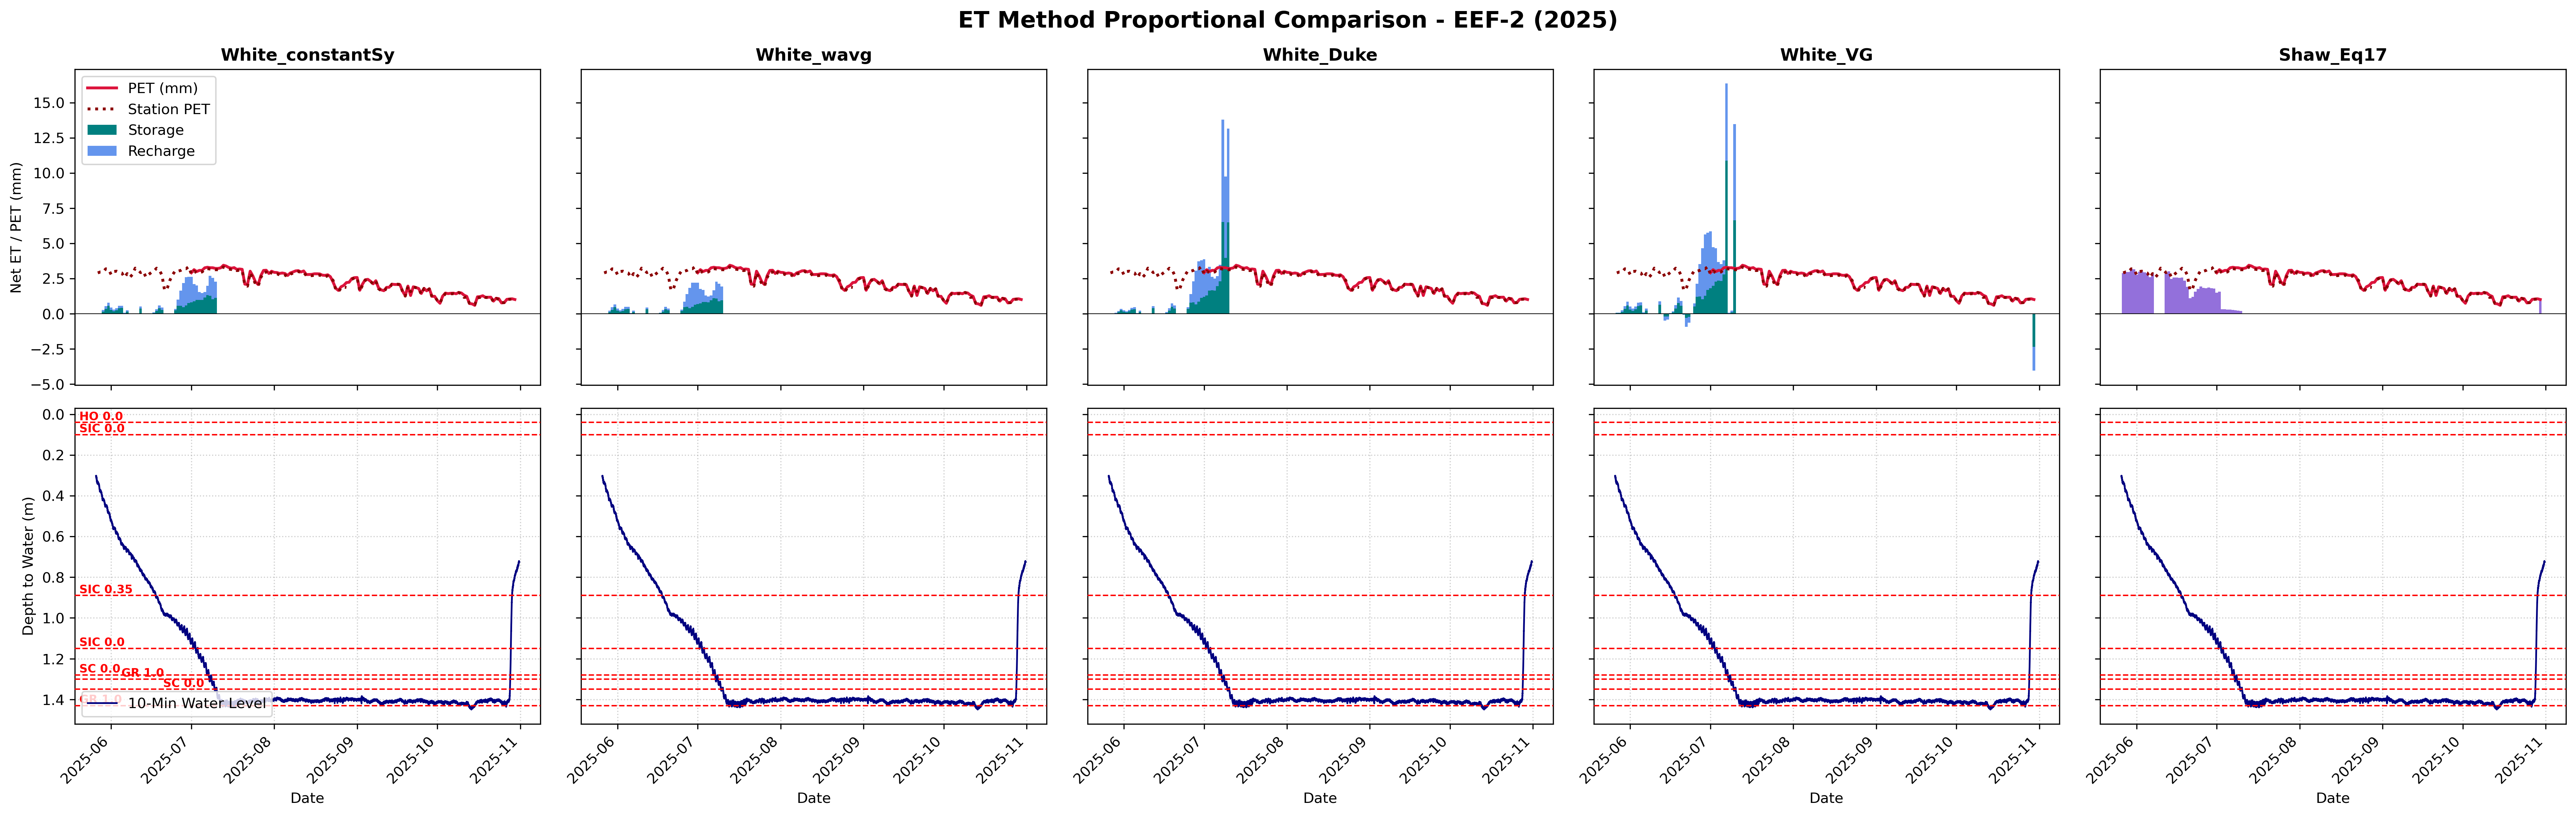 ET Method Proportional Comparison - EEF-2 (2025)
White_constantSy
White_wavg
White_Duke
White_VG
Shaw_Eq17
PET (mm)
Station PET
Storage
Recharge
Net ET / PET (mm)
15.0
12.5
10.0
7.5
5.0
2.5
0.0
−2.5
−5.0
Depth to Water (m)
0.0
0.2
0.4
0.6
0.8
1.0
1.2
1.4
HO 0.0
SIC 0.0
SIC 0.35
SIC 0.0
SC 0.0
GR 1.0
SC 0.0
GR 1.0
10-Min Water Level
2025-06 2025-07 2025-08 2025-09 2025-10 2025-11
2025-06 2025-07 2025-08 2025-09 2025-10 2025-11
2025-06 2025-07 2025-08 2025-09 2025-10 2025-11
2025-06 2025-07 2025-08 2025-09 2025-10 2025-11
2025-06 2025-07 2025-08 2025-09 2025-10 2025-11
Date
Date
Date
Date
Date